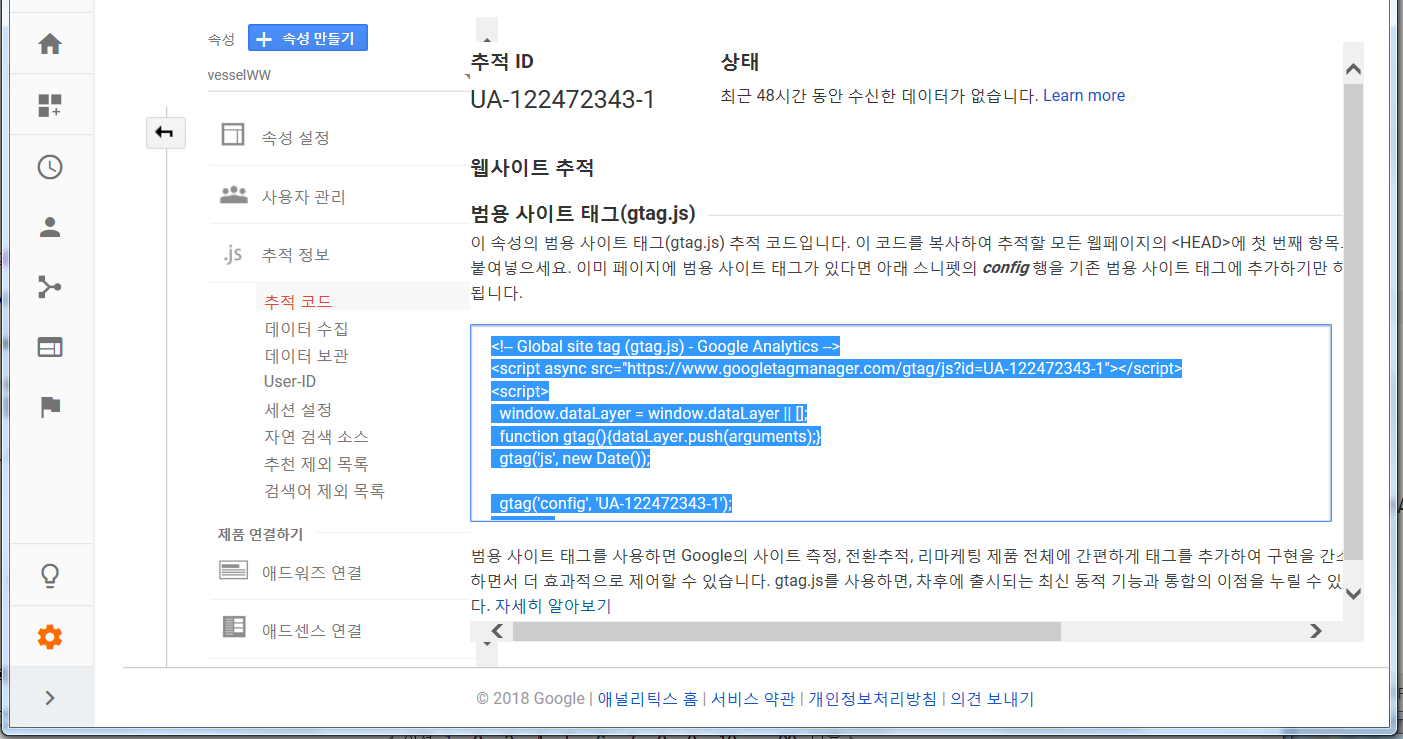 속성
속성 만들기
vesselWW
속성 설정
사용자 관리
.js 추적 정보
추적 코드
데이터 수집
데이터 보관
User-ID
세션 설정
자연 검색 소스
추천 제외 목록
검색어 제외 목록
제품 연결하기
애드워즈 연결
애드센스 연결
추적 ID
UA-122472343-1
상태
최근 48시간 동안 수신한 데이터가 없습니다. Learn more
웹사이트 추적
범용 사이트 태그(gtag.js)
이 속성의 범용 사이트 태그(gtag.js) 추적 코드입니다. 이 코드를 복사하여 추적할 모든 웹페이지의 <HEAD>에 첫 번째 항목
붙여넣으세요. 이미 페이지에 범용 사이트 태그가 있다면 아래 스니펫의 config 행을 기존 범용 사이트 태그에 추가하기만
됩니다.
<!-- Global site tag (gtag.js) - Google Analytics -->
<script async src="https://www.googletagmanager.com/gtag/js?id=UA-122472343-1"></script>
<script>
window.dataLayer = window.dataLayer || [];
function gtag(){dataLayer.push(arguments);}
gtag('js', new Date());
gtag('config', 'UA-122472343-1');
범용 사이트 태그를 사용하면 Google의 사이트 측정, 전환추적, 리마케팅 제품 전체에 간편하게 태그를 추가하여 구현을
하면서 더 효과적으로 제어할 수 있습니다. gtag.js를 사용하면, 차후에 출시되는 최신 동적 기능과 통합의 이점을 누릴 수 있
다. 자세히 알아보기
© 2018 Google | 애널리틱스 홈 | 서비스 약관 | 개인정보처리방침 | 의견 보내기